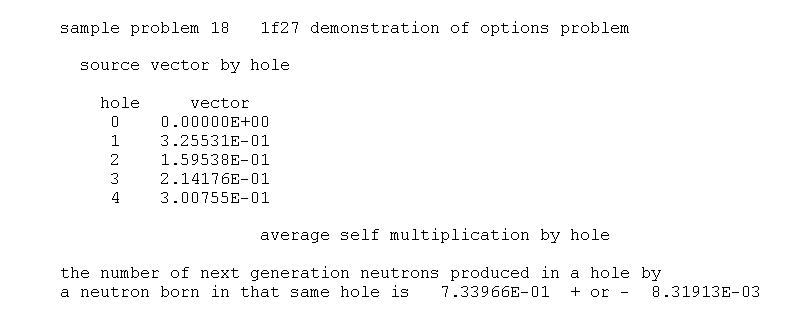 sample problem 18 1f27 demonstration of options problem
source vector by hole
hole vector
0 0.00000E+00
1 3.25531E-01
2 1.59538E-01
3 2.14176E-01
4 3.00755E-01
average self multiplication by hole
the number of next generation neutrons produced in a hole by
a neutron born in that same hole is 7.33966E-01 + or - 8.31913E-03